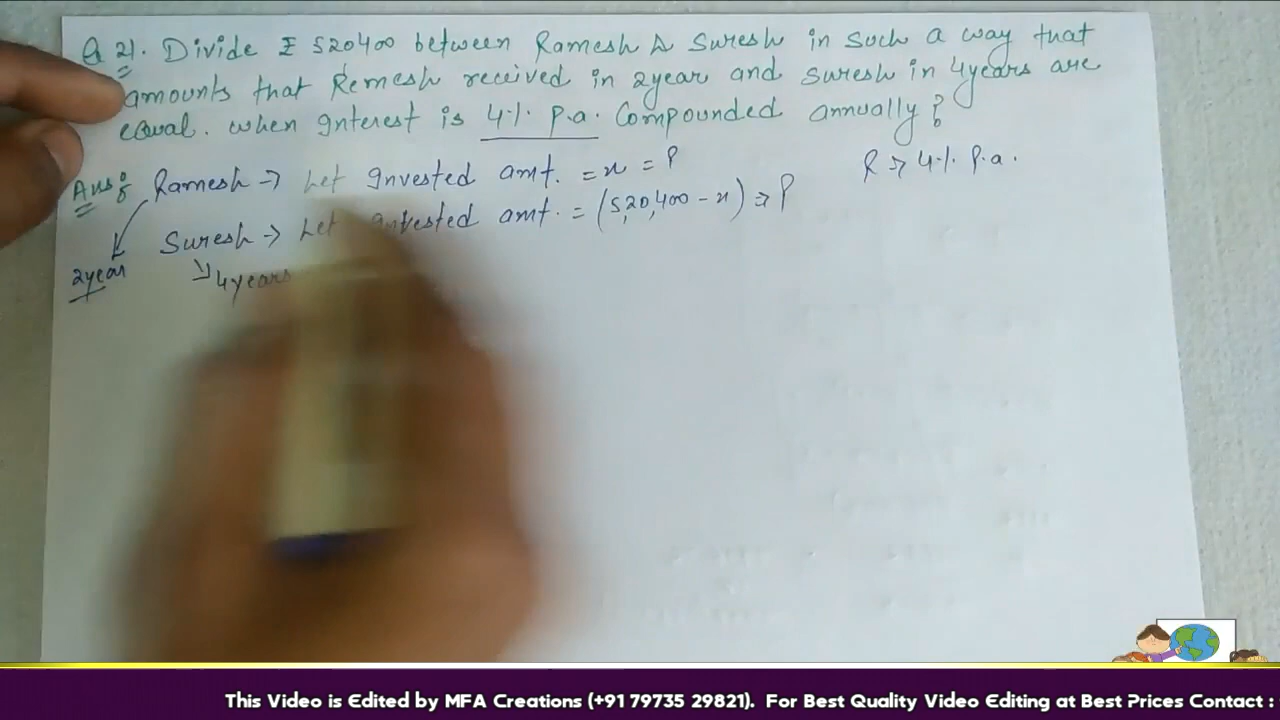 Q 21. Divide ₹ 520400 between Ramesh & Suresh in such a way that
amounts that Remesh received in 2year and suresh in 4years are
equal. when interest is 4% p.a. Compounded annually?
Ans: Ramesh → Let invested amt. = x = P
R → 4% p.a.
Suresh → Let invested amt. = (5,20,400 - x) → P
2year
4years
This Video is Edited by MFA Creations (+91 79735 29821). For Best Quality Video Editing at Best Prices Contact :